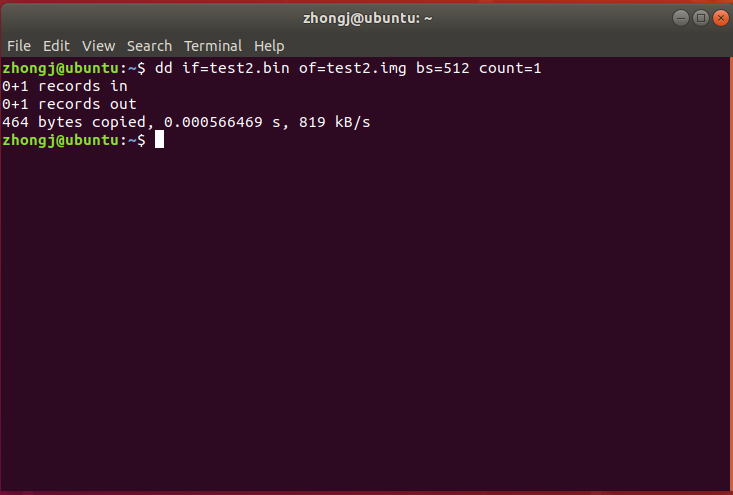 zhongj@ubuntu: ~
File Edit View Search Terminal Help
zhongj@ubuntu:~$ dd if=test2.bin of=test2.img bs=512 count=1
0+1 records in
0+1 records out
464 bytes copied, 0.000566469 s, 819 kB/s
zhongj@ubuntu:~$